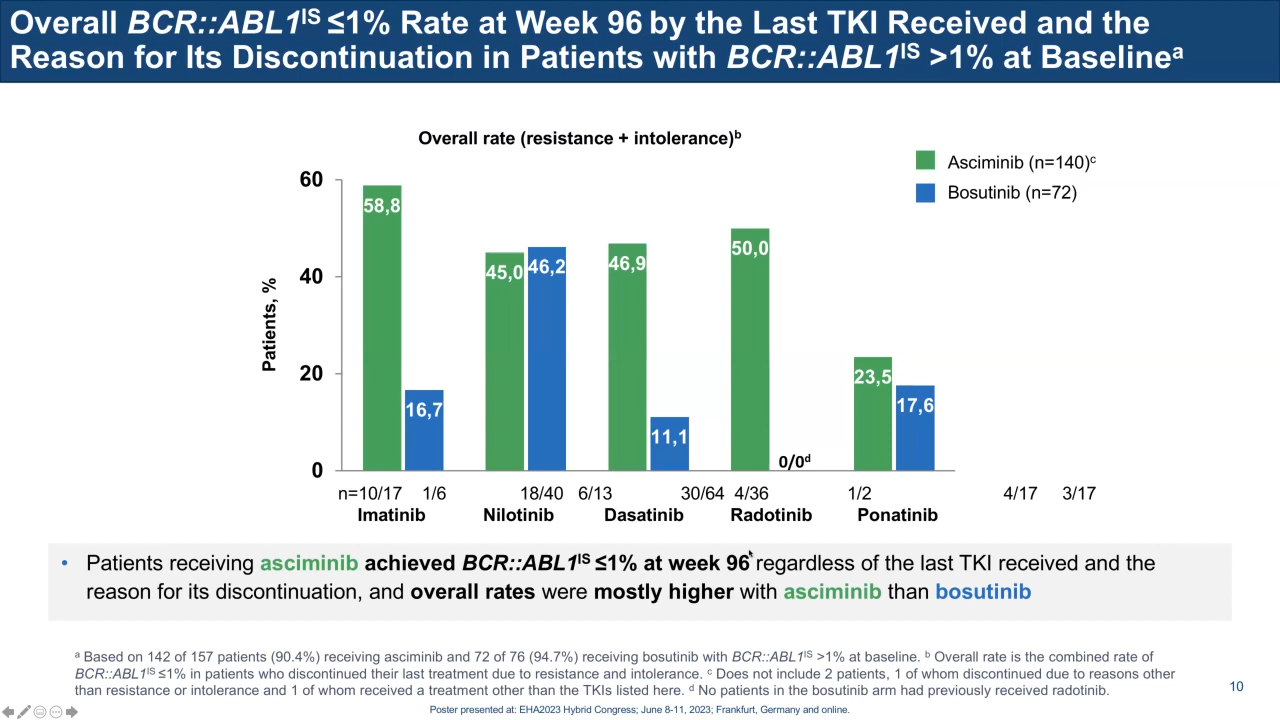 Overall BCR::ABL1IS ≤1% Rate at Week 96 by the Last TKI Received and the
Reason for Its Discontinuation in Patients with BCR::ABL1IS >1% at Baselinea
Overall rate (resistance + intolerance)b
Asciminib (n=140)c
Bosutinib (n=72)
Patients, %
60
40
20
0
58,8
16,7
45,0
46,2
46,9
11,1
50,0
0/0d
23,5
17,6
n=10/17 1/6 18/40 6/13 30/64 4/36 1/2 4/17 3/17
Imatinib Nilotinib Dasatinib Radotinib Ponatinib
• Patients receiving asciminib achieved BCR::ABL1IS ≤1% at week 96 regardless of the last TKI received and the
reason for its discontinuation, and overall rates were mostly higher with asciminib than bosutinib
a Based on 142 of 157 patients (90.4%) receiving asciminib and 72 of 76 (94.7%) receiving bosutinib with BCR::ABL1IS >1% at baseline. b Overall rate is the combined rate of
BCR::ABL1IS ≤1% in patients who discontinued their last treatment due to resistance and intolerance. c Does not include 2 patients, 1 of whom discontinued due to reasons other
than resistance or intolerance and 1 of whom received a treatment other than the TKIs listed here. d No patients in the bosutinib arm had previously received radotinib.
10
Poster presented at: EHA2023 Hybrid Congress; June 8-11, 2023; Frankfurt, Germany and online.